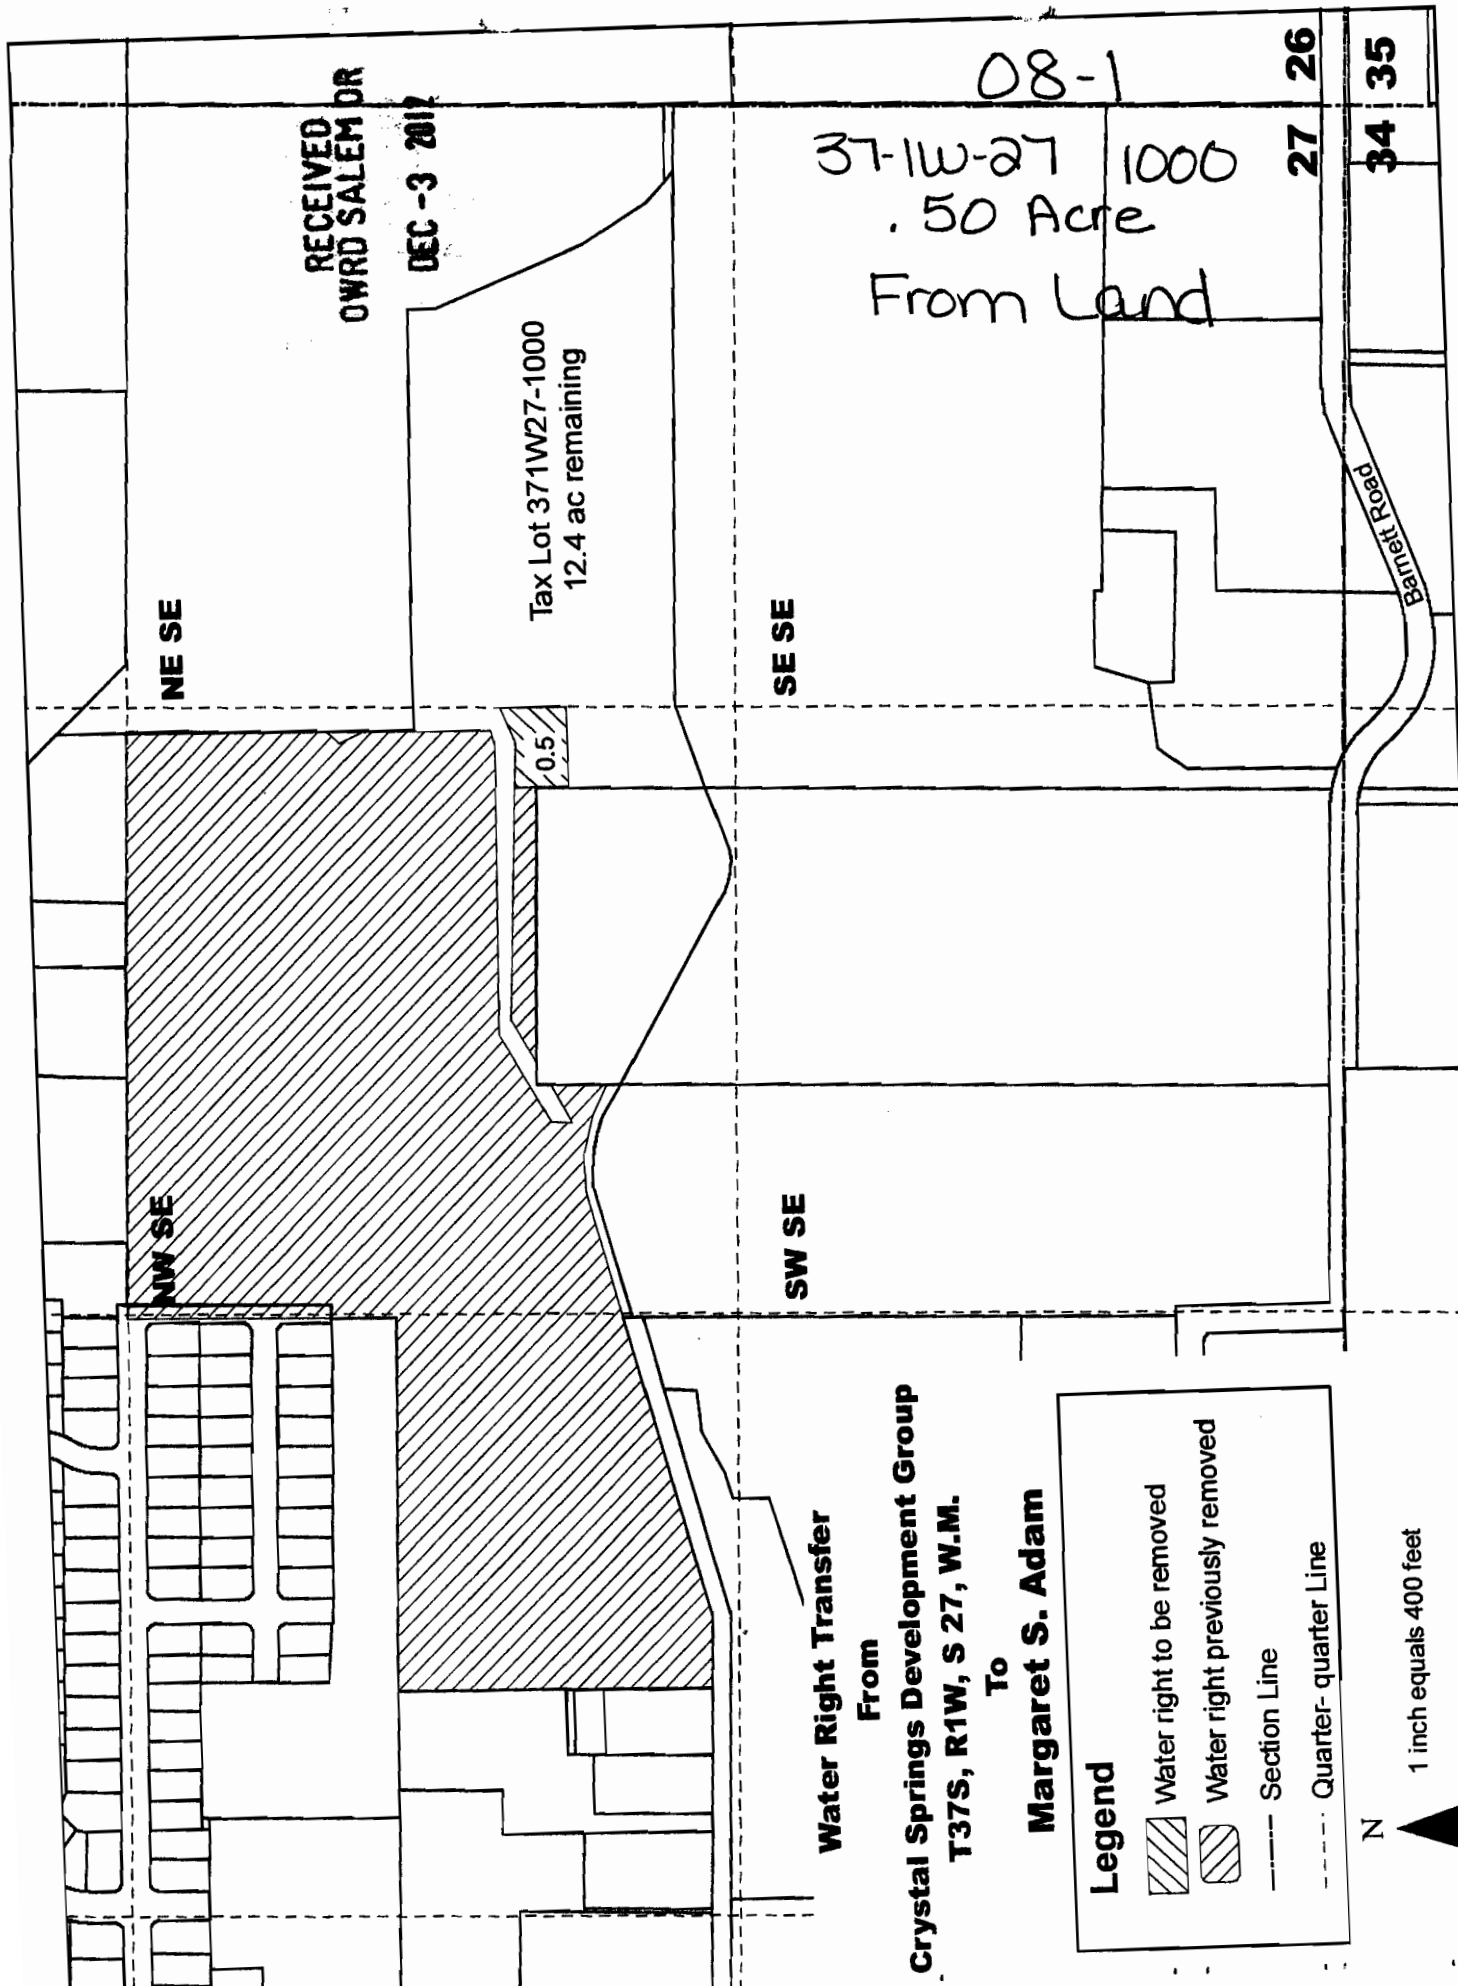 08-1
37-1W-27 1000
.50 Acre
From Land
26
35
27
34
RECEIVED
OWRD SALEM OR
DEC -3 2012
Tax Lot 371W27-1000
12.4 ac remaining
NE SE
SE SE
0.5
Barnett Road
NW SE
SW SE
Water Right Transfer
From
Crystal Springs Development Group
T37S, R1W, S 27, W.M.
To
Margaret S. Adam
Legend
Water right to be removed
Water right previously removed
Section Line
Quarter- quarter Line
N
1 inch equals 400 feet